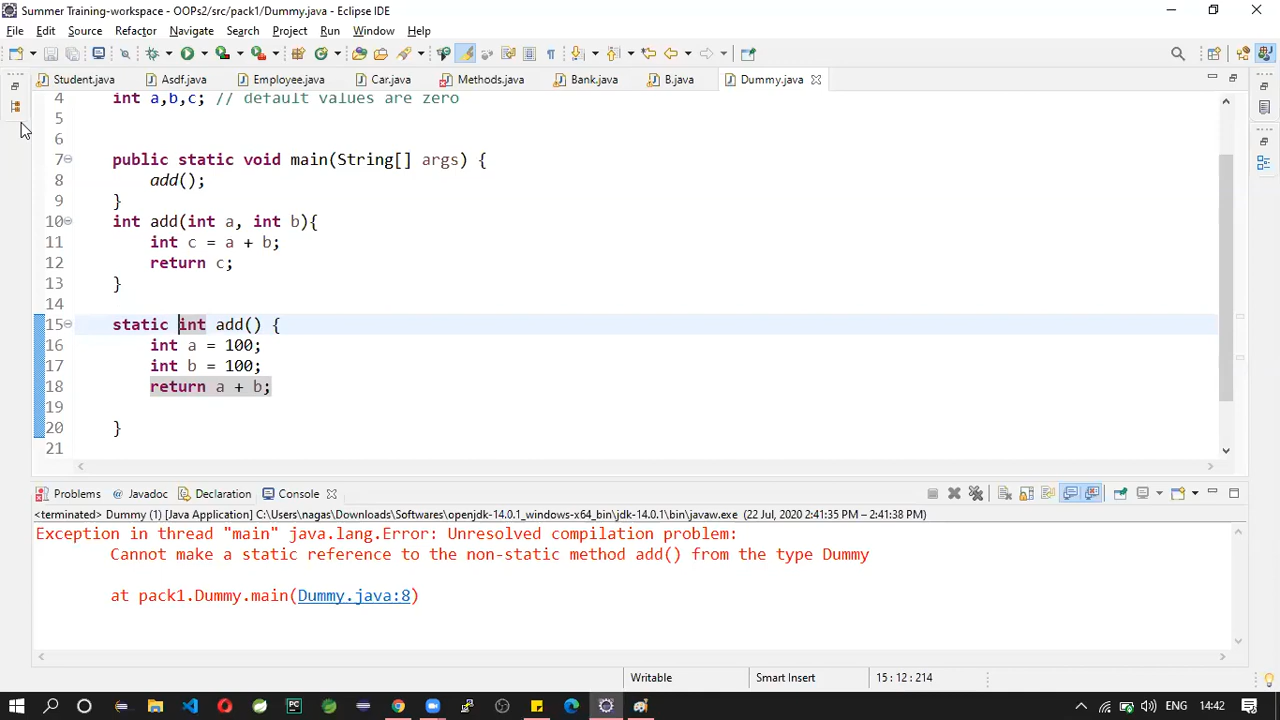 Summer Training-workspace - OOPs2/src/pack1/Dummy.java - Eclipse IDE
File Edit Source Refactor Navigate Search Project Run Window Help
Student.java Asdf.java Employee.java Car.java Methods.java Bank.java B.java Dummy.java
4 int a,b,c; // default values are zero
5
6
7 public static void main(String[] args) {
8 add();
9 }
10 int add(int a, int b){
11 int c = a + b;
12 return c;
13 }
14
15 static int add() {
16 int a = 100;
17 int b = 100;
18 return a + b;
19
20 }
21
Problems @ Javadoc Declaration Console
<terminated> Dummy (1) [Java Application] C:\Users\nagas\Downloads\Softwares\openjdk-14.0.1_windows-x64_bin\jdk-14.0.1\bin\javaw.exe (22 Jul, 2020 2:41:35 PM – 2:41:38 PM)
Exception in thread "main" java.lang.Error: Unresolved compilation problem:
Cannot make a static reference to the non-static method add() from the type Dummy
at pack1.Dummy.main(Dummy.java:8)
Writable Smart Insert 15 : 12 : 214
ENG 14:42